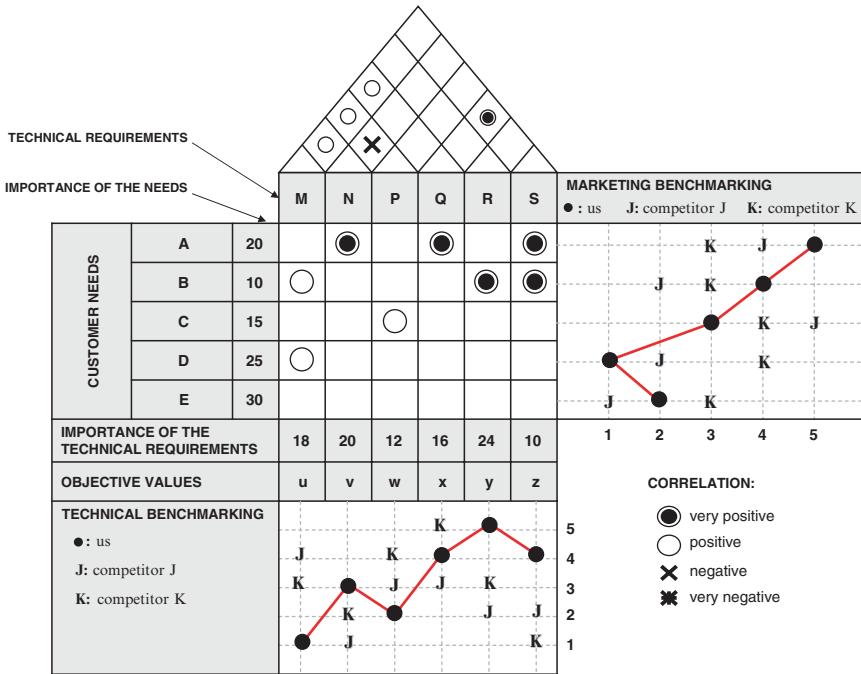 TECHNICAL REQUIREMENTS
IMPORTANCE OF THE NEEDS
M N P Q R S
MARKETING BENCHMARKING
: us J: competitor J K: competitor K
CUSTOMER NEEDS
A 20 K J
B 10 J K
C 15 K J
D 25 J K
E 30 J K
1 2 3 4 5
IMPORTANCE OF THE
TECHNICAL REQUIREMENTS
18 20 12 16 24 10
OBJECTIVE VALUES u v w x y z
TECHNICAL BENCHMARKING
: us
J: competitor J
K: competitor K
K 5
J K 4
K J J K 3
K J J 2
J K 1
CORRELATION:
very positive
positive
negative
very negative